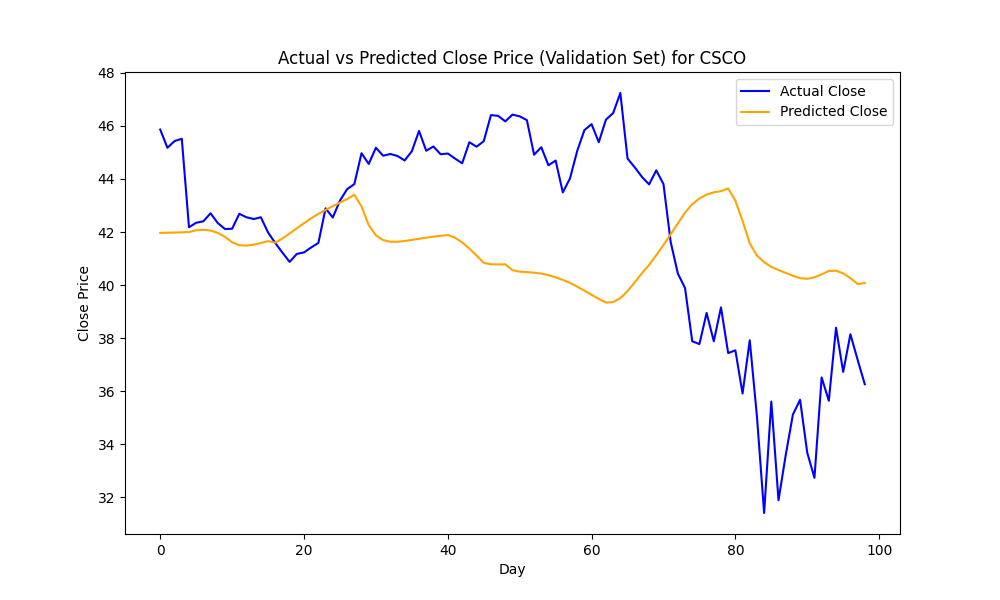 Actual vs Predicted Close Price (Validation Set) for CSCO
Actual Close
Predicted Close
Close Price
48
46
44
42
40
38
36
34
32
0 20 40 60 80 100
Day